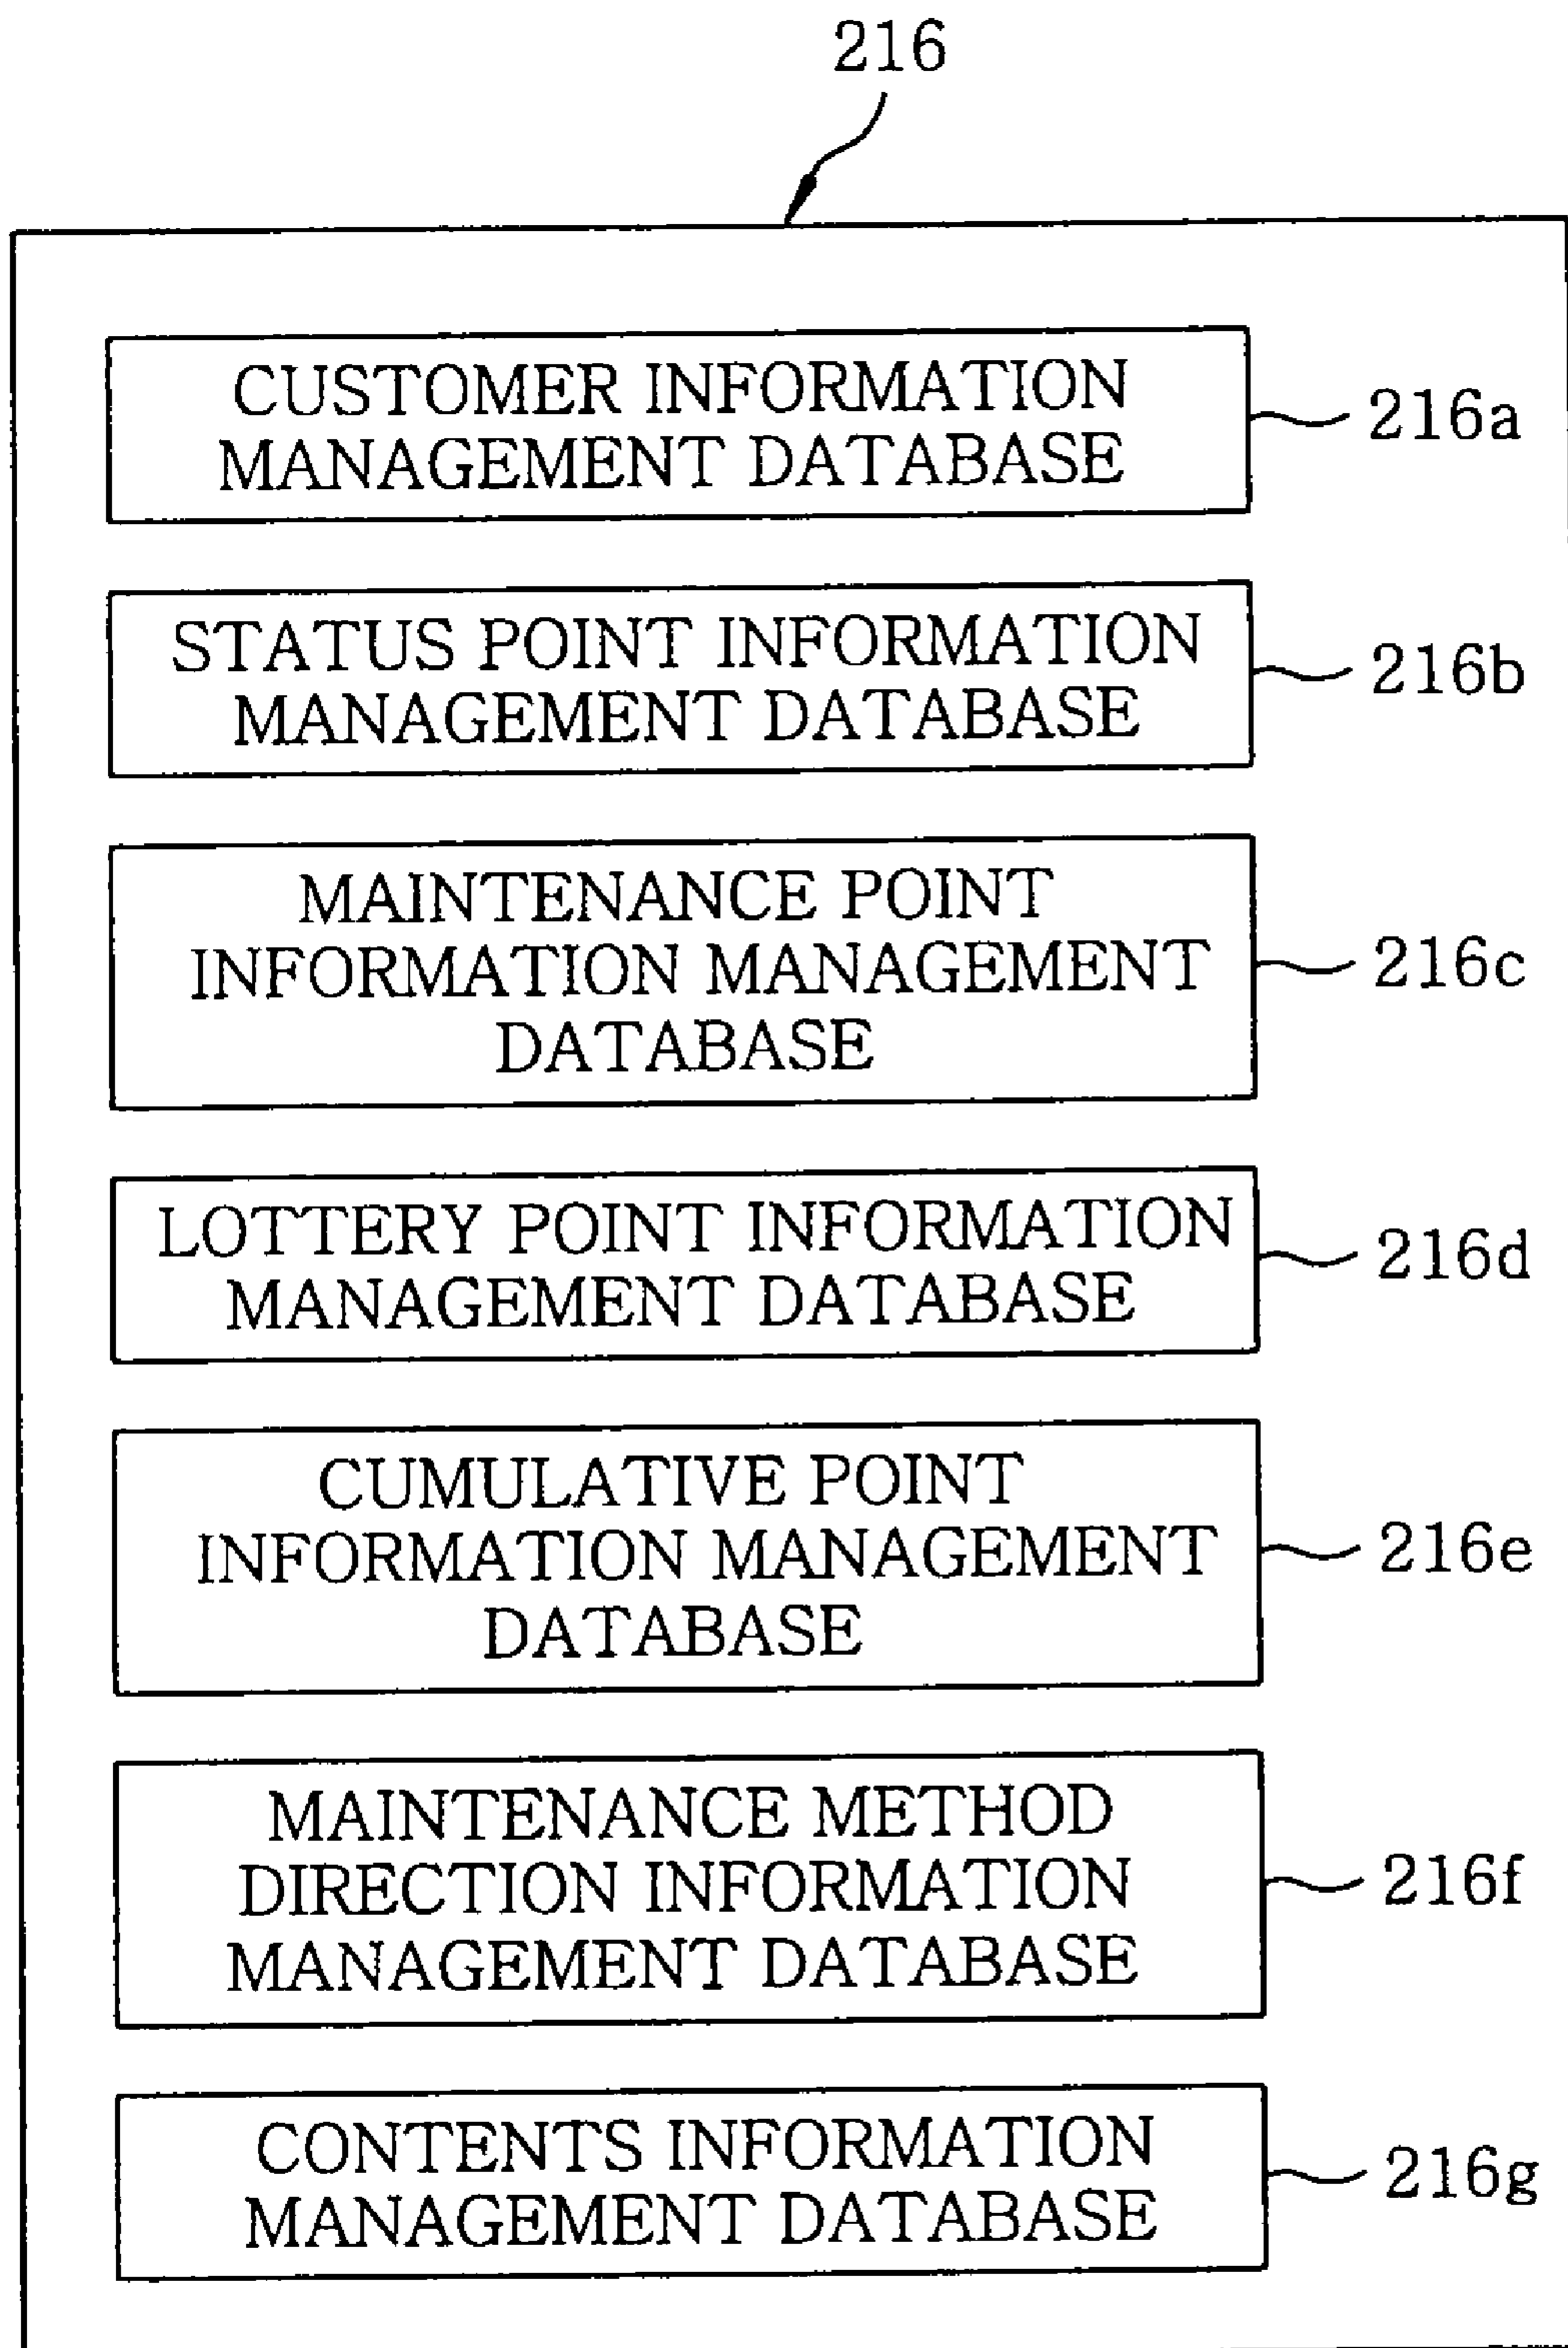 216
CUSTOMER INFORMATION
MANAGEMENT DATABASE
216a
STATUS POINT INFORMATION
MANAGEMENT DATABASE
216b
MAINTENANCE POINT
INFORMATION MANAGEMENT
DATABASE
216c
LOTTERY POINT INFORMATION
MANAGEMENT DATABASE
216d
CUMULATIVE POINT
INFORMATION MANAGEMENT
DATABASE
216e
MAINTENANCE METHOD
DIRECTION INFORMATION
MANAGEMENT DATABASE
216f
CONTENTS INFORMATION
MANAGEMENT DATABASE
216g